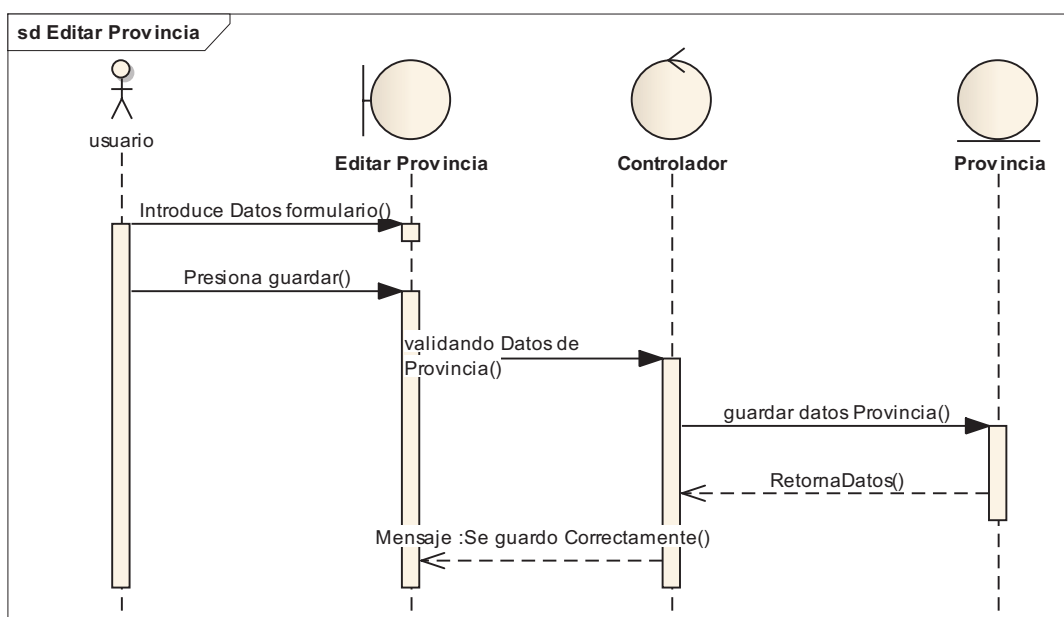 sd Editar Provincia
usuario
Editar Provincia
Controlador
Provincia
Introduce Datos formulario()
Presiona guardar()
validando Datos de
Provincia()
guardar datos Provincia()
RetornaDatos()
Mensaje :Se guardo Correctamente()